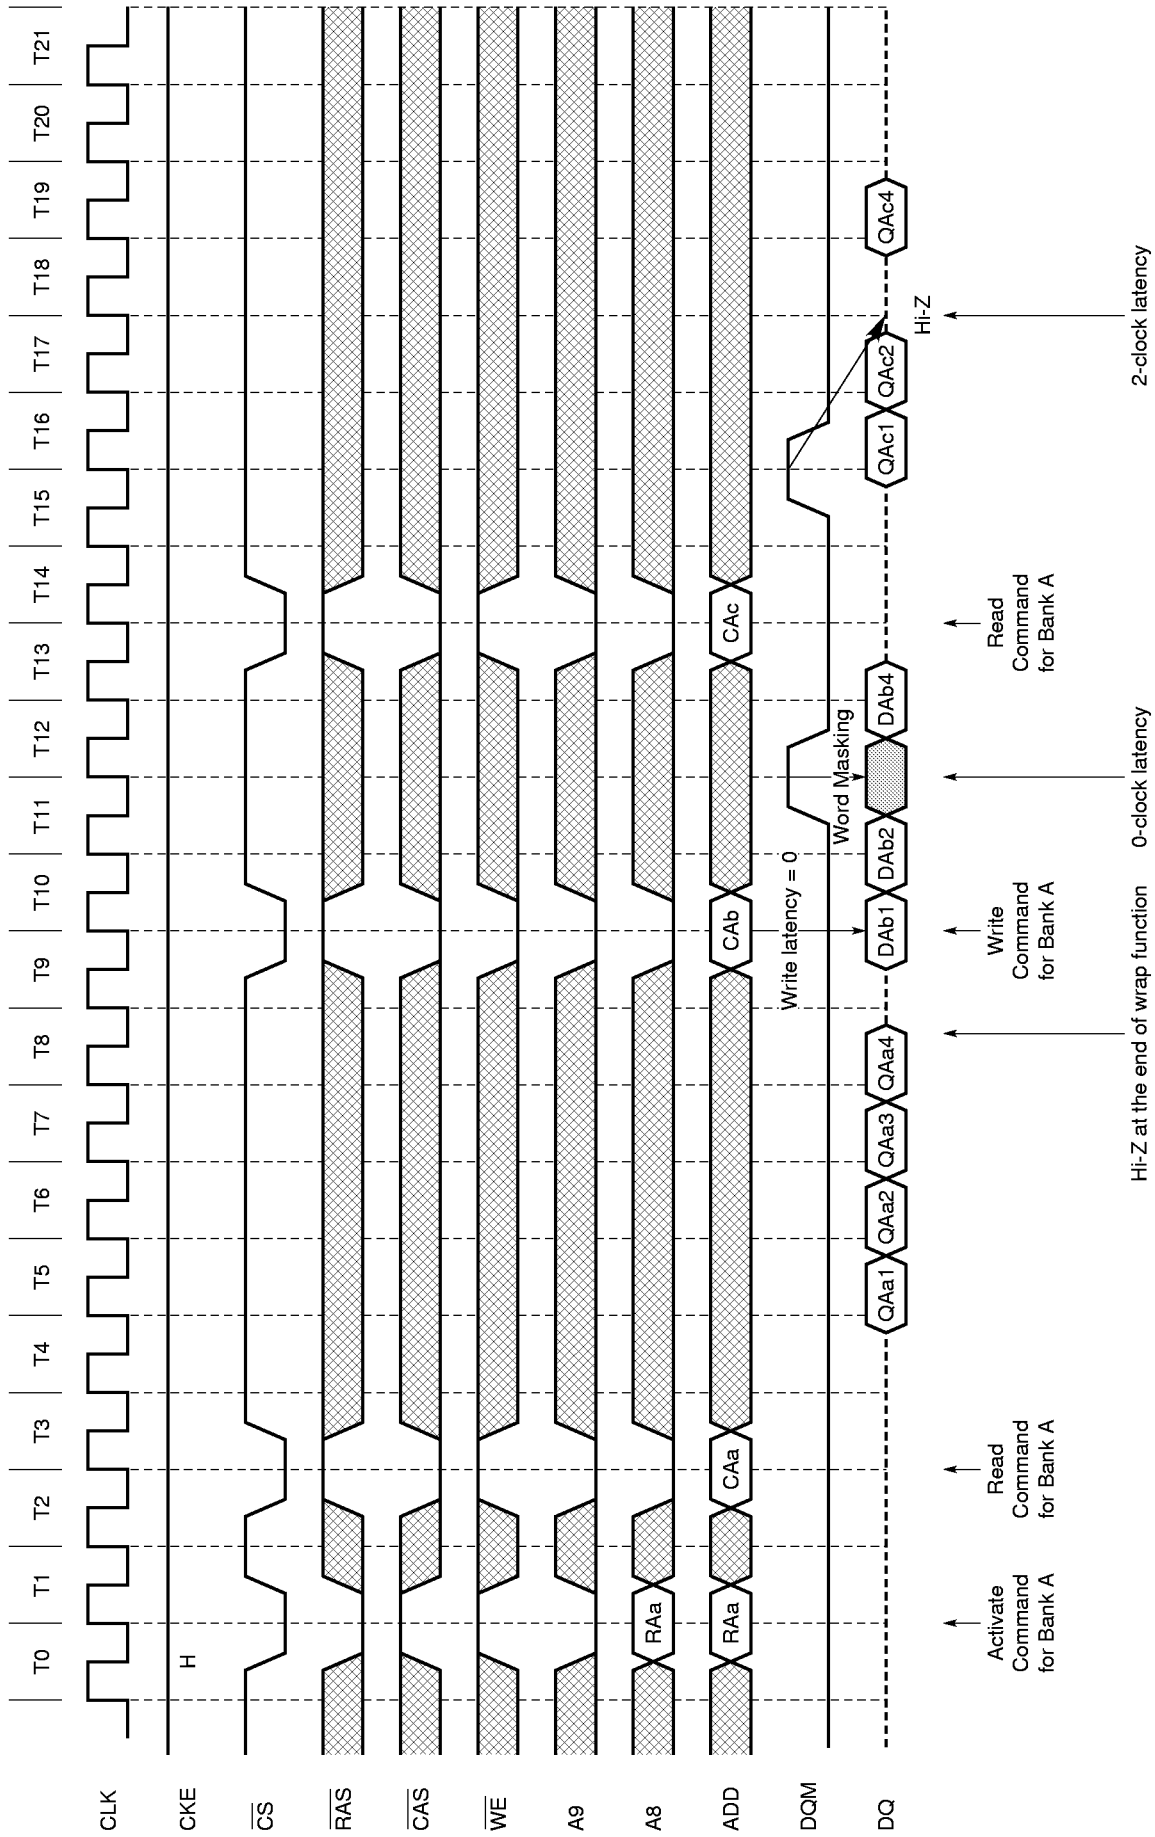 T0 T1 T2 T3 T4 T5 T6 T7 T8 T9 T10 T11 T12 T13 T14 T15 T16 T17 T18 T19 T20 T21
CLK
CKE H
CS
RAS
CAS
WE
A9
A8 RAa
ADD RAa CAa CAb CAc
DQM
Write latency = 0
Word Masking
DQ QAa1 QAa2 QAa3 QAa4 DAb1 DAb2 DAb4 QAc1 QAc2 QAc4
Hi-Z
Activate
Command
for Bank A
Read
Command
for Bank A
Write
Command
for Bank A
Read
Command
for Bank A
Hi-Z at the end of wrap function
0-clock latency
2-clock latency